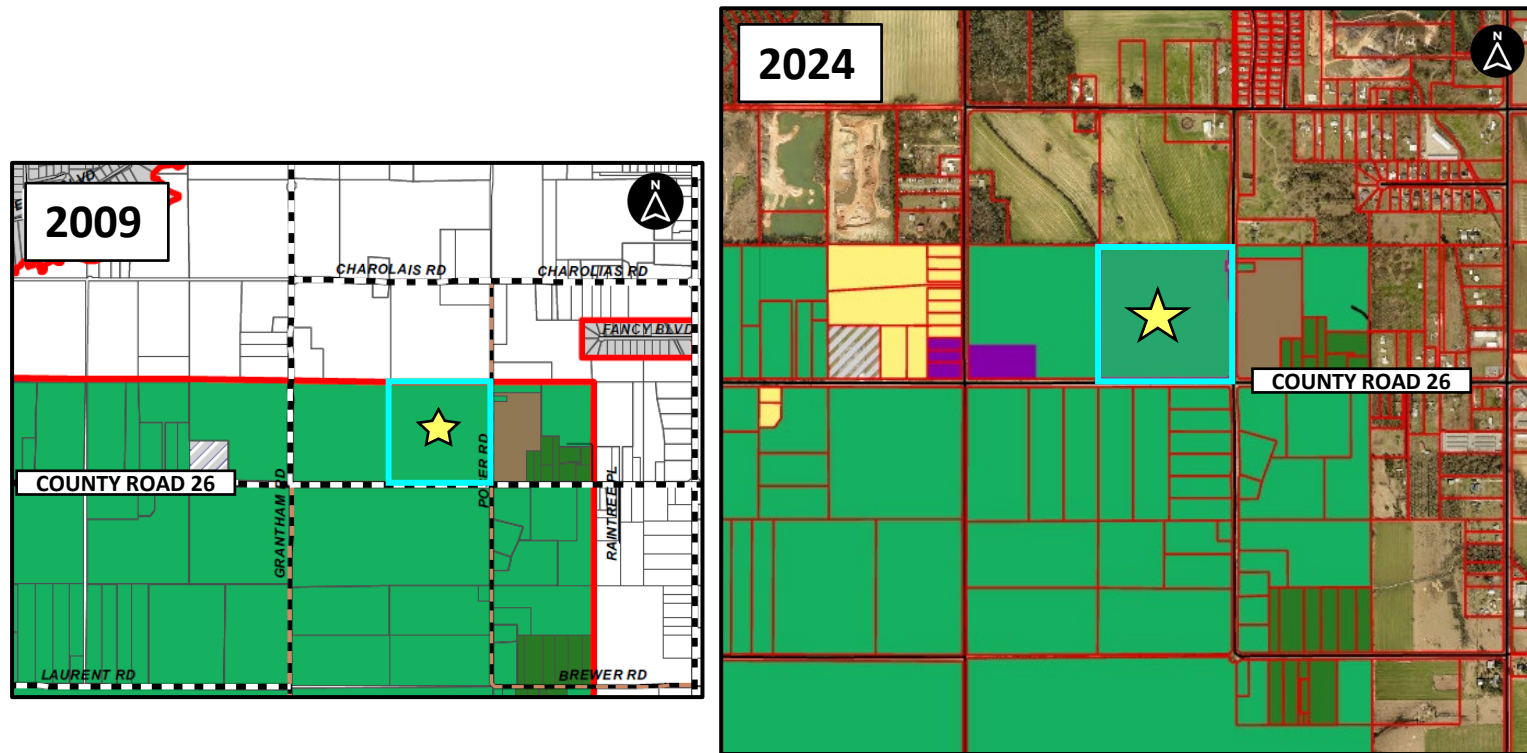 2009
N
CHAROLAIS RD
CHAROLIAS RD
FANCY BLVD
COUNTY ROAD 26
GRANTHAM RD
RAINTREE PL
LAURENT RD
BREWER RD
2024
N
COUNTY ROAD 26